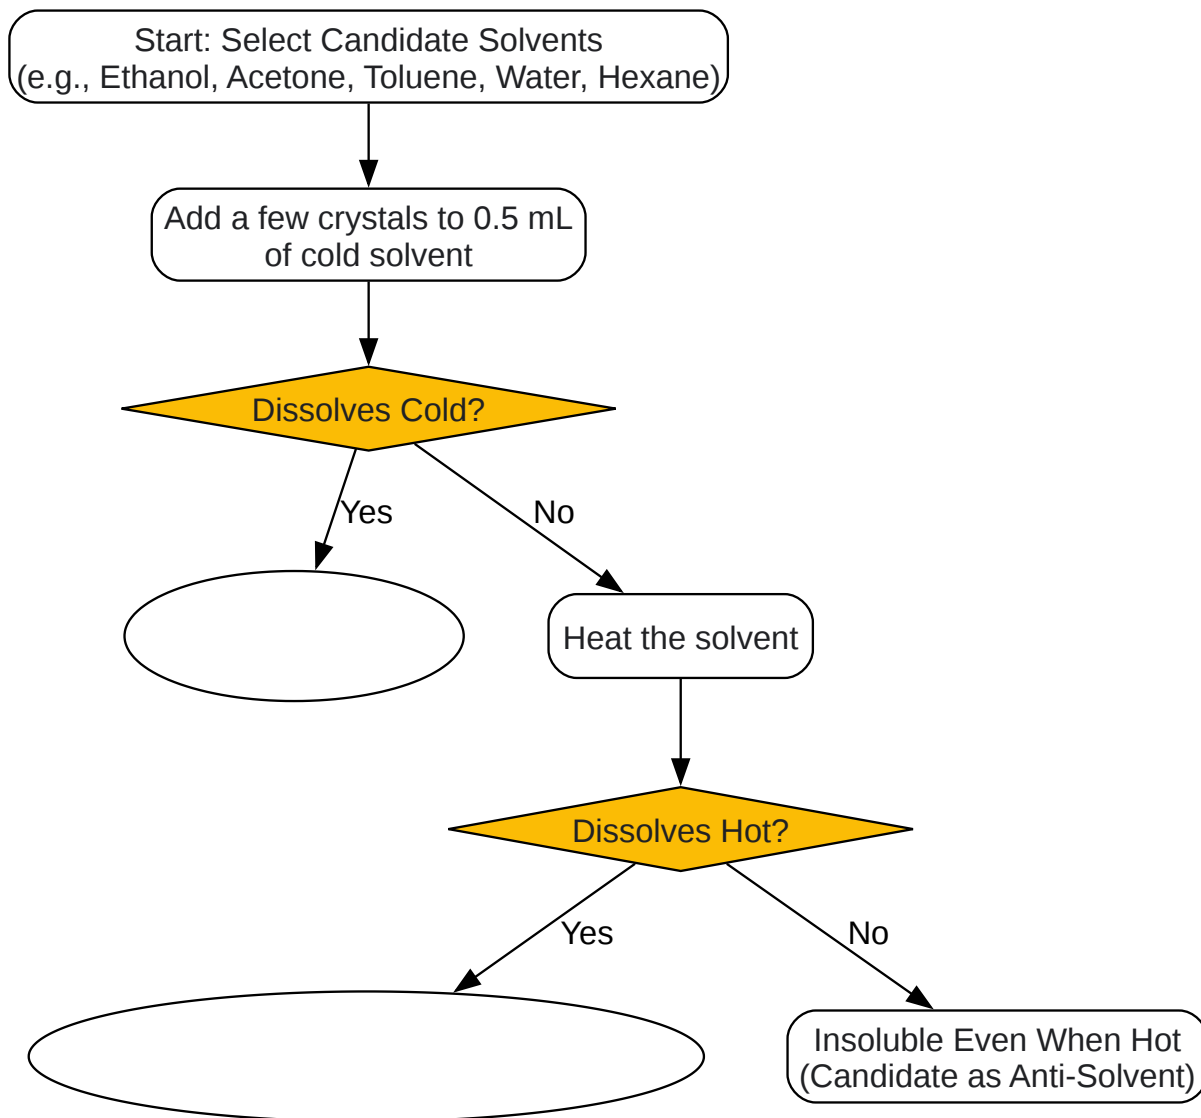 Start: Select Candidate Solvents
(e.g., Ethanol, Acetone, Toluene, Water, Hexane)
Add a few crystals to 0.5 mL
of cold solvent
Dissolves Cold?
Yes
No
Heat the solvent
Dissolves Hot?
Yes
No
Insoluble Even When Hot
(Candidate as Anti-Solvent)